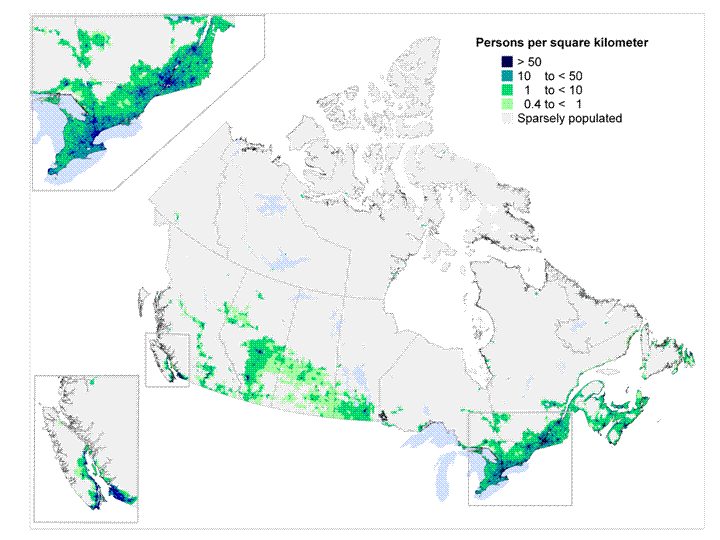 Persons per square kilometer
> 50
10 to < 50
1 to < 10
0.4 to < 1
Sparsely populated